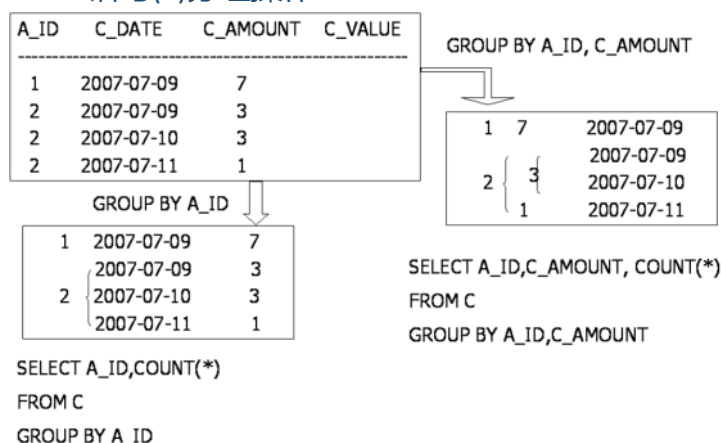 A_ID C_DATE C_AMOUNT C_VALUE
1 2007-07-09 7
2 2007-07-09 3
2 2007-07-10 3
2 2007-07-11 1
GROUP BY A_ID, C_AMOUNT
1 7 2007-07-09
2007-07-09
2 3 2007-07-10
1 2007-07-11
GROUP BY A_ID
1 2007-07-09 7
2007-07-09 3
2 2007-07-10 3
2007-07-11 1
SELECT A_ID,C_AMOUNT, COUNT(*)
FROM C
GROUP BY A_ID,C_AMOUNT
SELECT A_ID,COUNT(*)
FROM C
GROUP BY A_ID